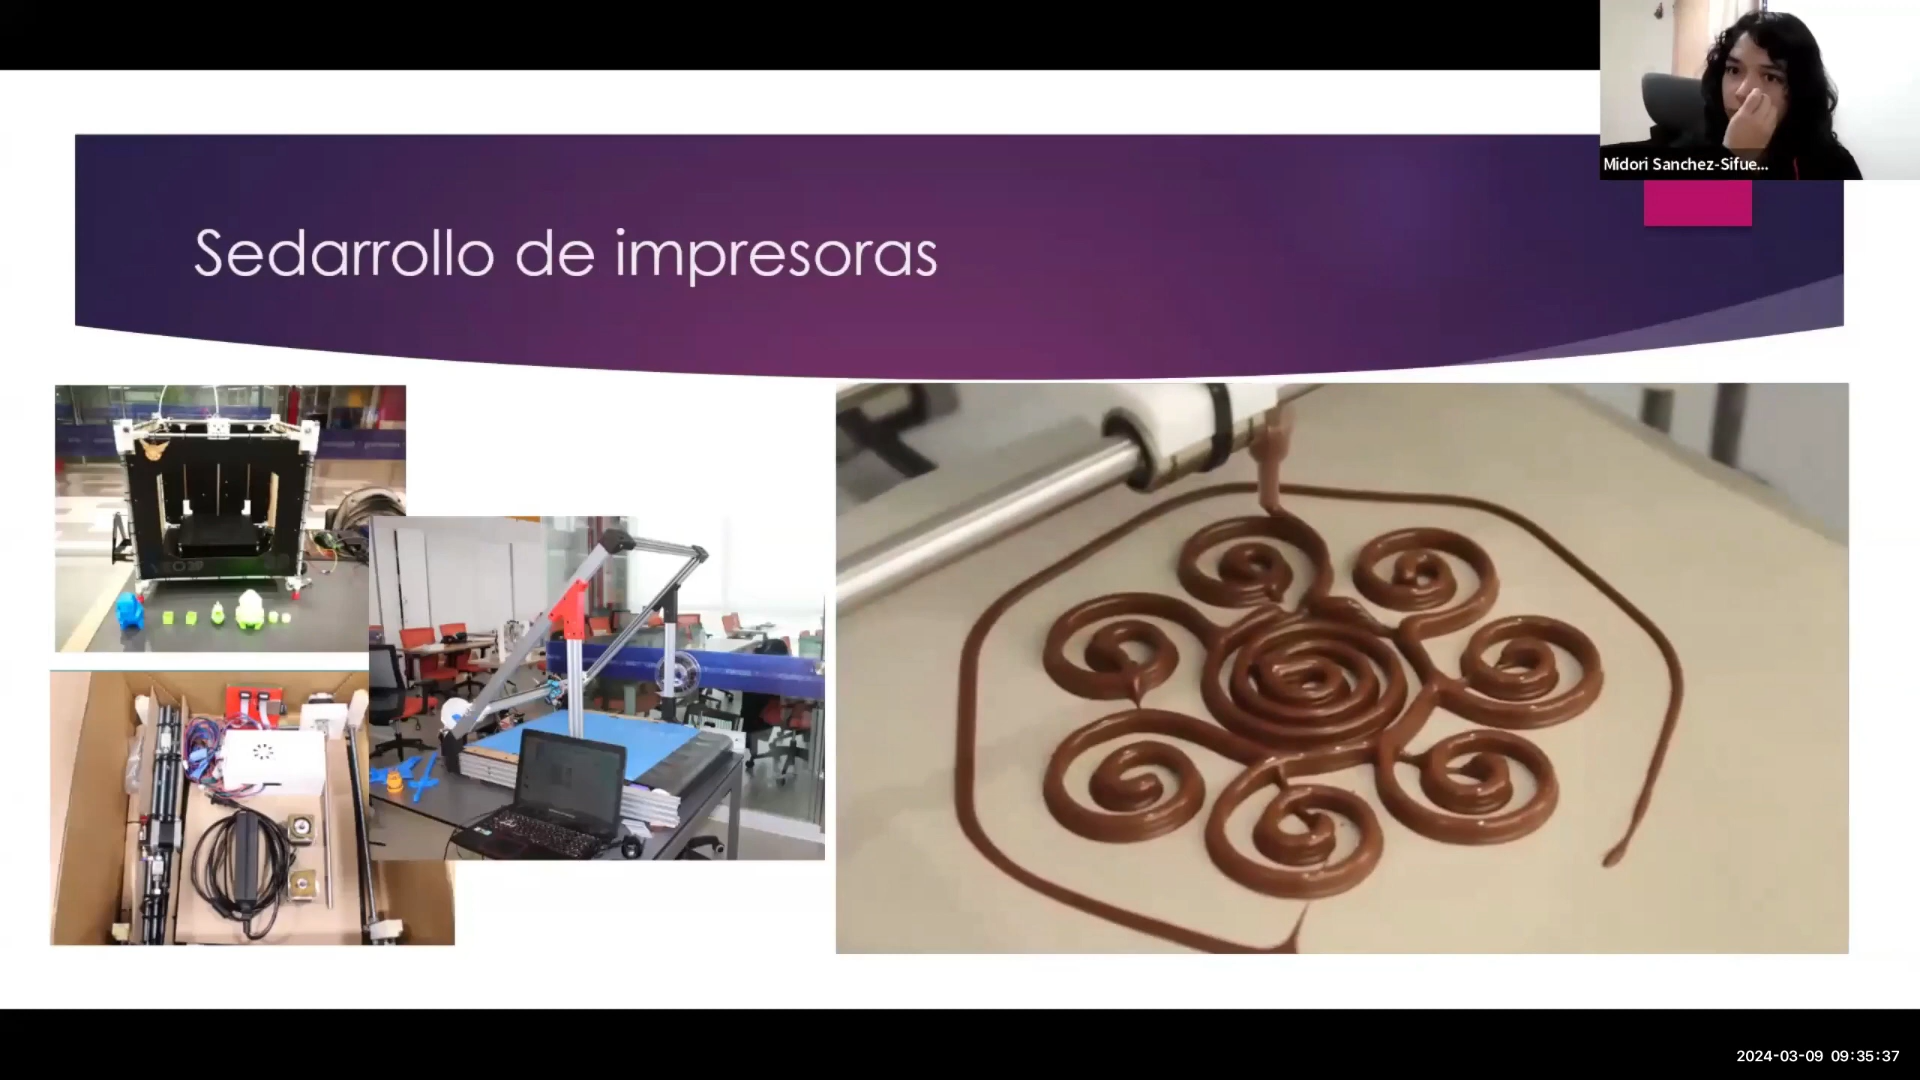 Midori Sanchez-Sifue...
Sedarrollo de impresoras
2024-03-09 09:35:37